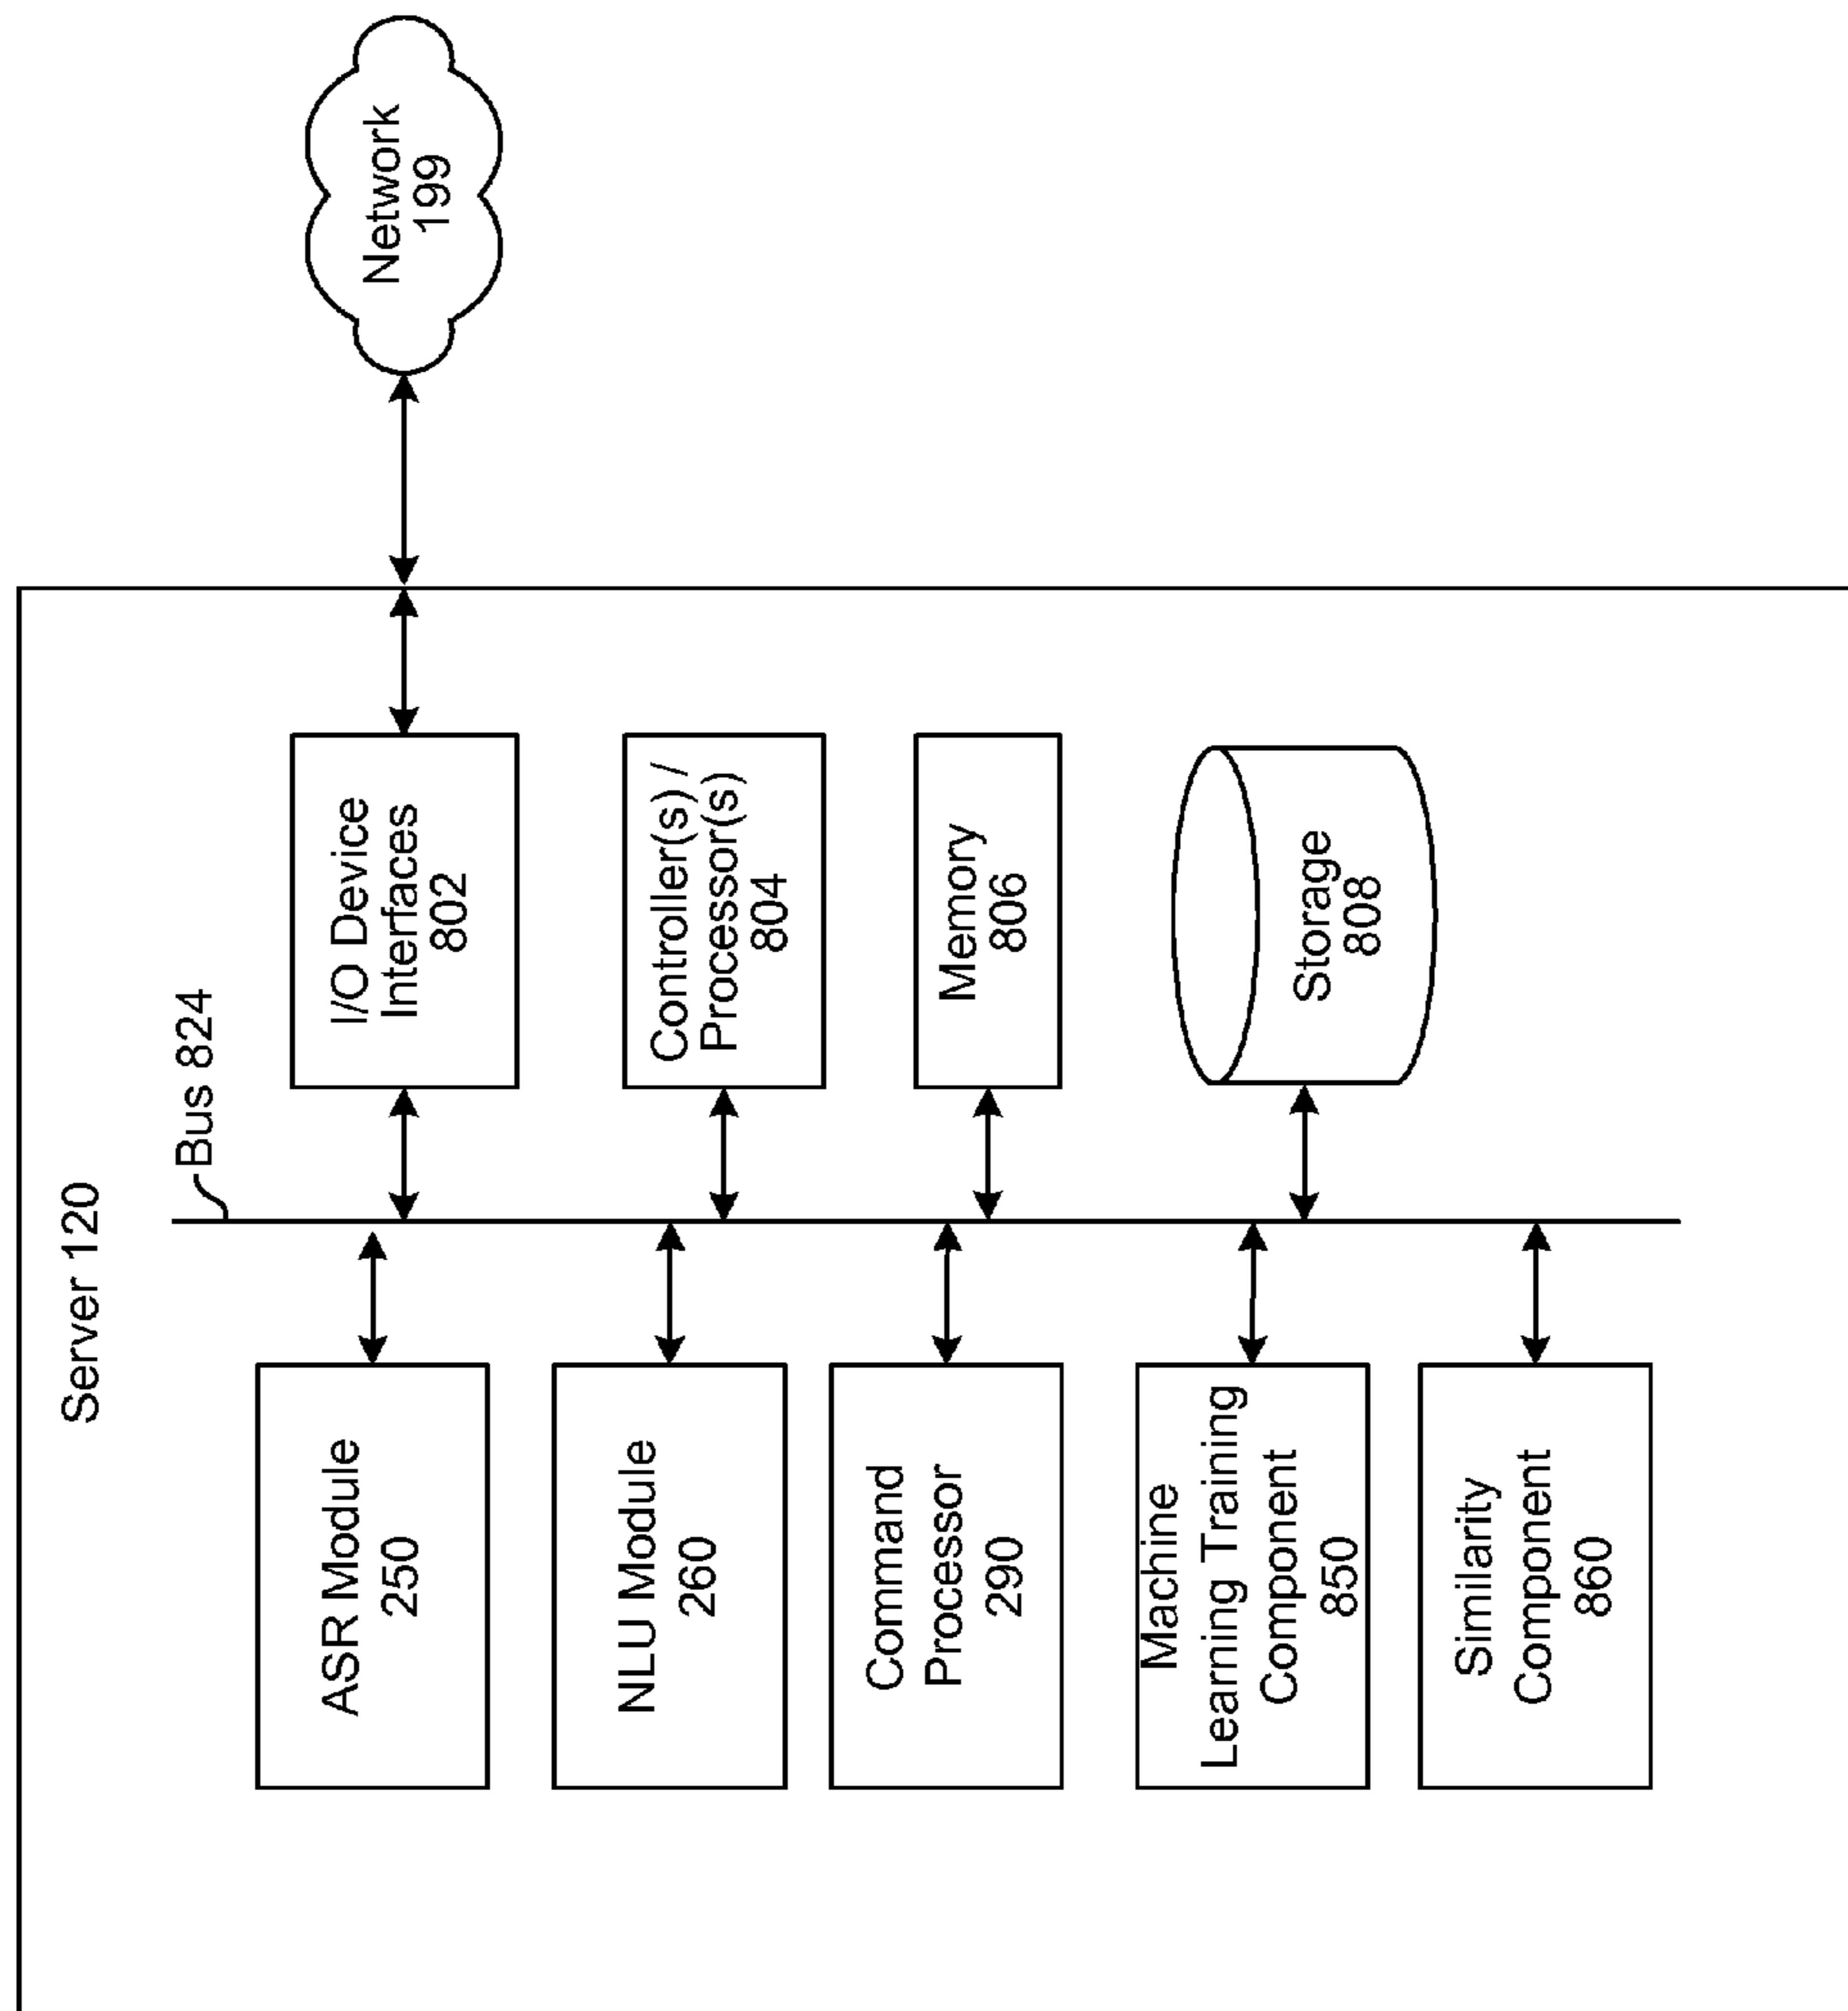 Server 120
Bus 824
I/O Device
Interfaces
802
Controller(s) /
Processor(s)
804
Memory
806
Storage
808
ASR Module
250
NLU Module
260
Command
Processor
290
Machine
Learning Training
Component
850
Similarity
Component
860
Network
199